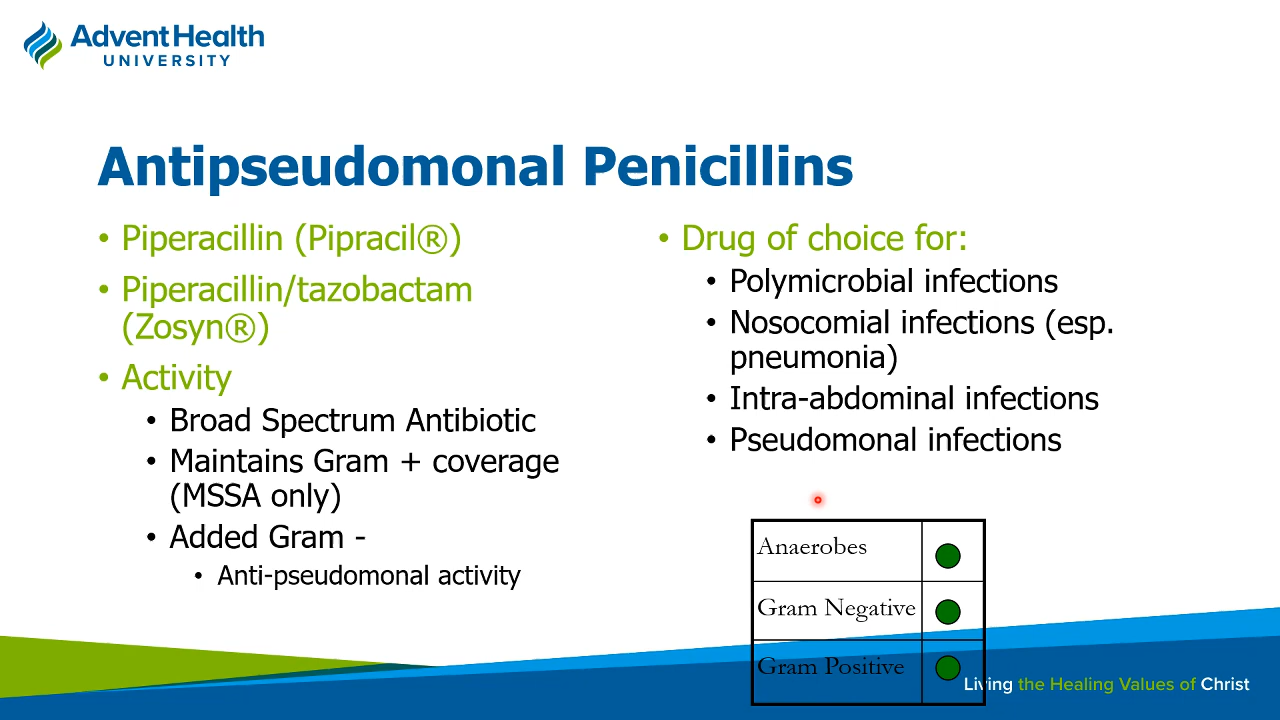 AdventHealth
UNIVERSITY
Antipseudomonal Penicillins
• Piperacillin (Pipracil®)
• Piperacillin/tazobactam
(Zosyn®)
• Activity
• Broad Spectrum Antibiotic
• Maintains Gram + coverage
(MSSA only)
• Added Gram -
• Anti-pseudomonal activity
• Drug of choice for:
• Polymicrobial infections
• Nosocomial infections (esp.
pneumonia)
• Intra-abdominal infections
• Pseudomonal infections
Anaerobes
Gram Negative
Gram Positive
Living the Healing Values of Christ